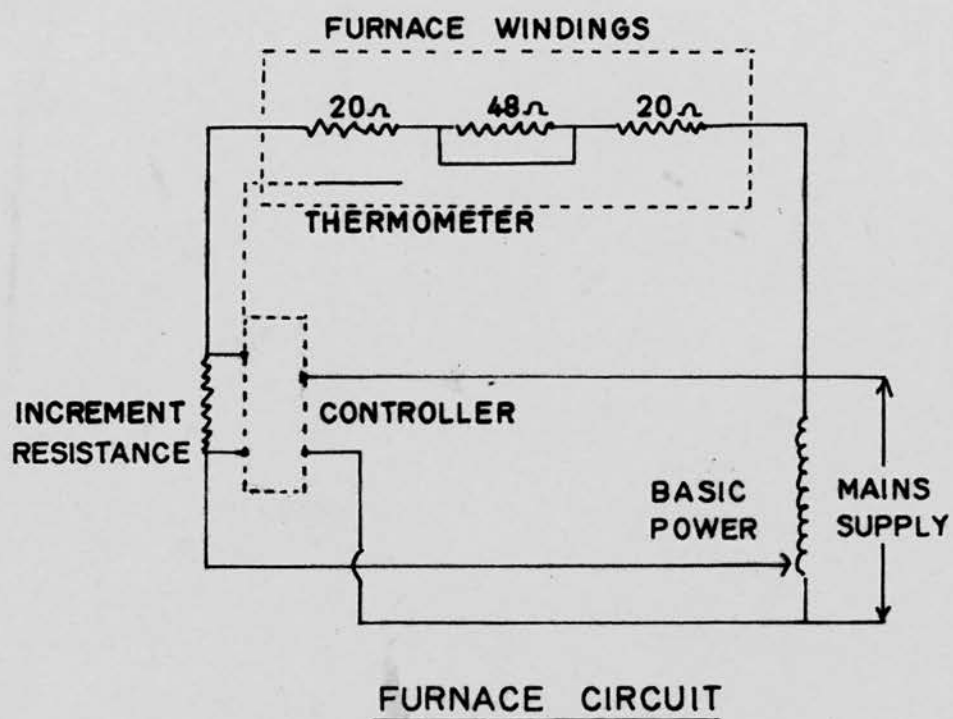 FURNACE WINDINGS
20Ω 48Ω 20Ω
THERMOMETER
INCREMENT
RESISTANCE
CONTROLLER
BASIC
POWER
MAINS
SUPPLY
FURNACE CIRCUIT